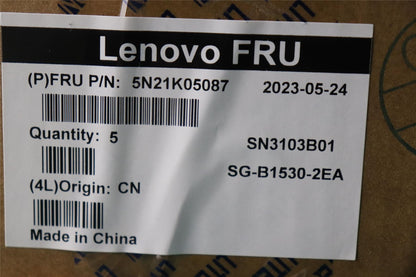 Lenovo FRU
(P)FRU P/N: 5N21K05087 2023-05-24
Quantity: 5 SN3103B01
SG-B1530-2EA
(4L)Origin: CN
Made in China